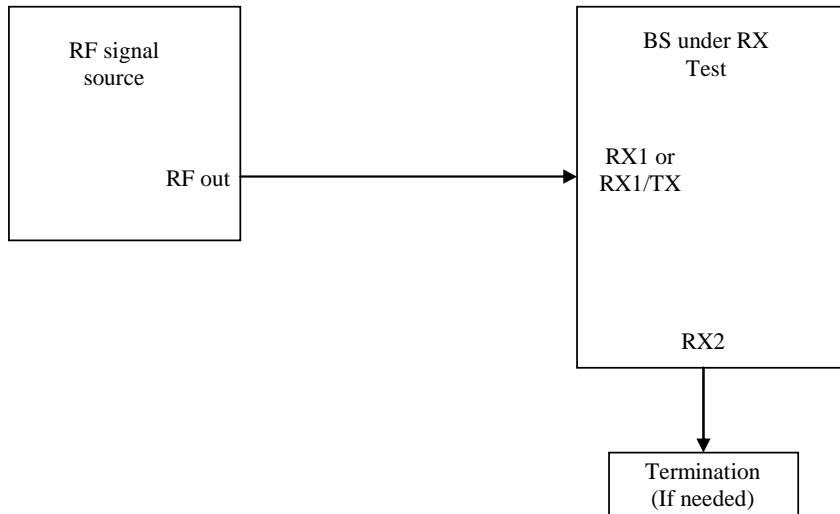 RF signal
source
RF out
BS under RX
Test
RX1 or
RX1/TX
RX2
Termination
(If needed)